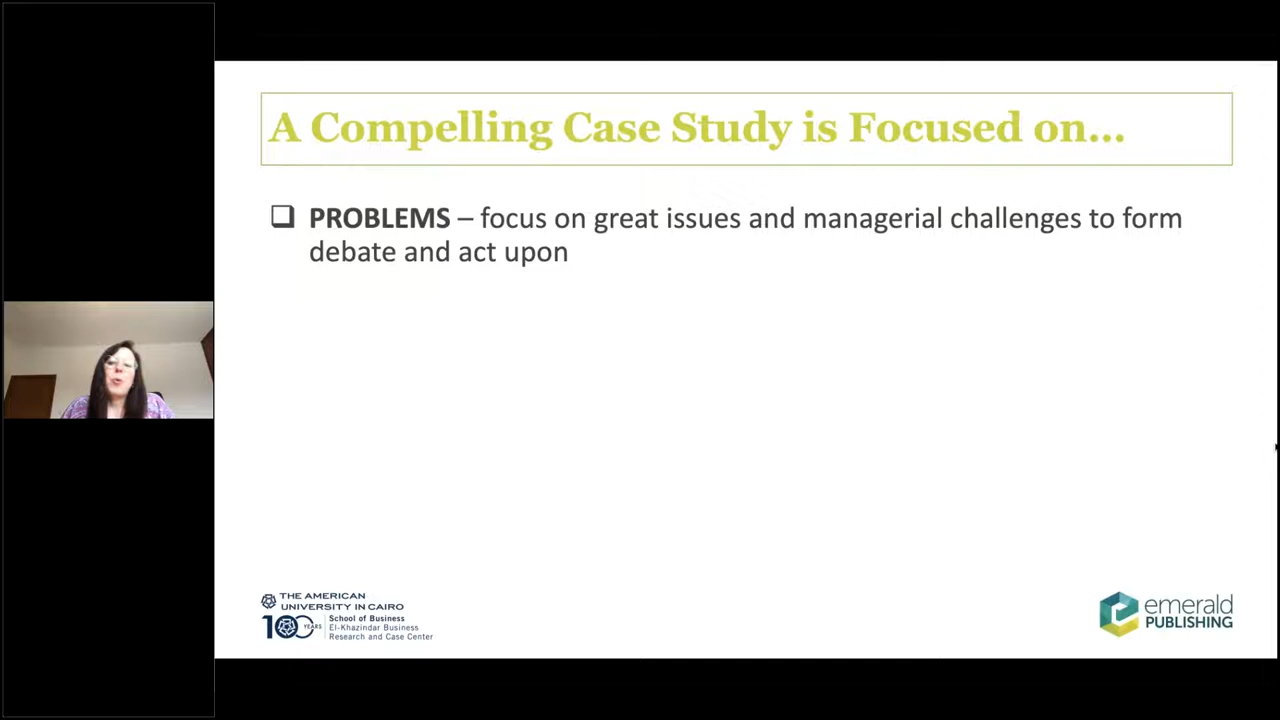 A Compelling Case Study is Focused on...
❑ PROBLEMS – focus on great issues and managerial challenges to form
debate and act upon
THE AMERICAN
UNIVERSITY IN CAIRO
100 YEARS
School of Business
El-Khazindar Business
Research and Case Center
emerald
PUBLISHING